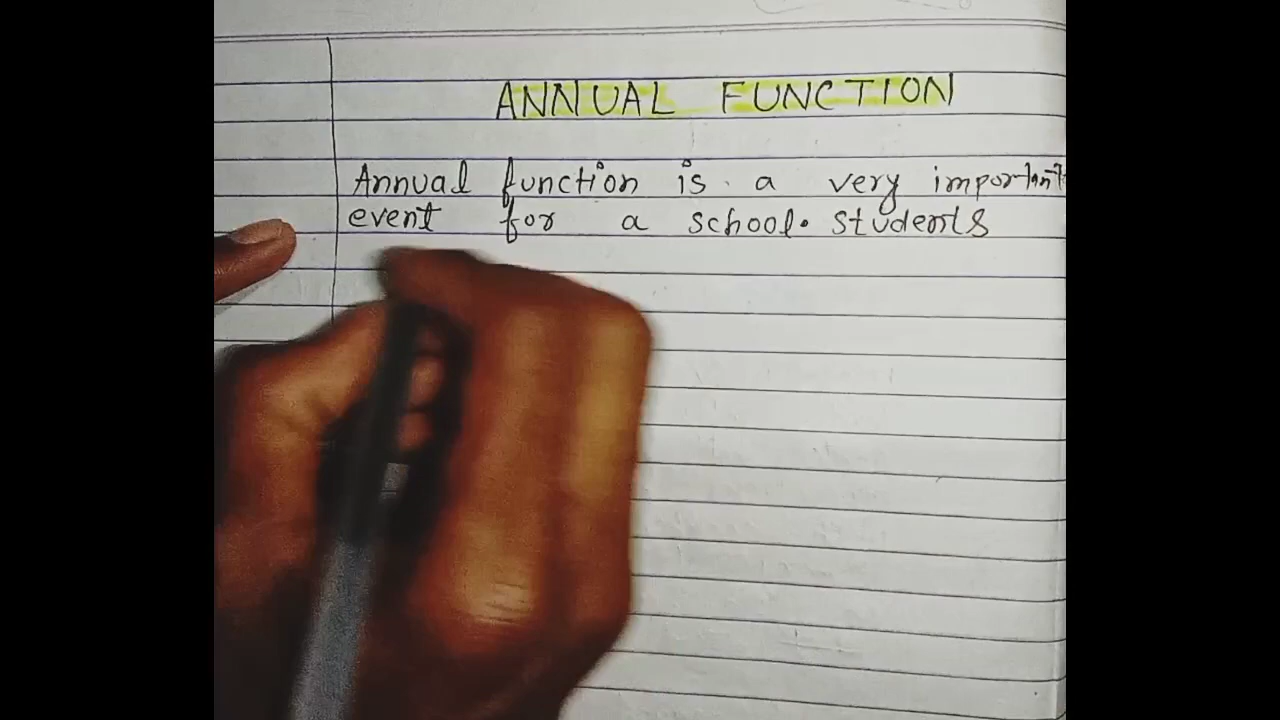 ANNUAL FUNCTION
Annual function is a very important
event for a school. students